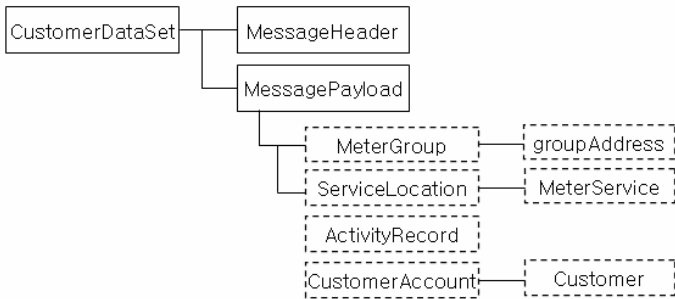 CustomerDataSet
MessageHeader
MessagePayload
MeterGroup
groupAddress
ServiceLocation
MeterService
ActivityRecord
CustomerAccount
Customer